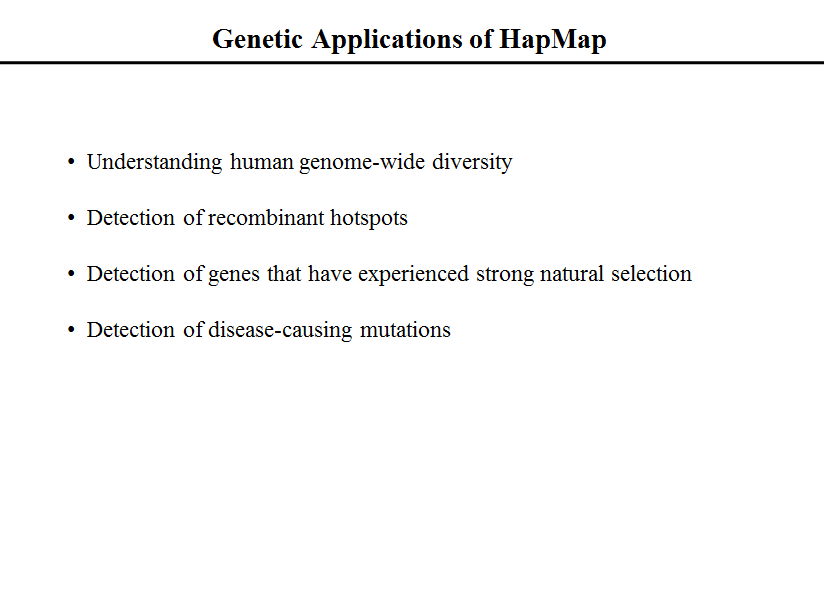 Genetic Applications of HapMap
• Understanding human genome-wide diversity
• Detection of recombinant hotspots
• Detection of genes that have experienced strong natural selection
• Detection of disease-causing mutations